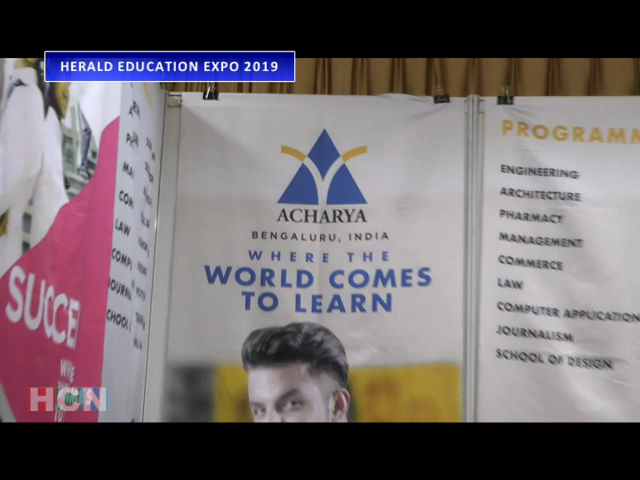 HERALD EDUCATION EXPO 2019
ACHARYA
BENGALURU, INDIA
WHERE THE
WORLD COMES
TO LEARN
PROGRAMM
ENGINEERING
ARCHITECTURE
PHARMACY
MANAGEMENT
COMMERCE
LAW
COMPUTER APPLICATION
JOURNALISM
SCHOOL OF DESIGN
SUCCE
LAW
HCN